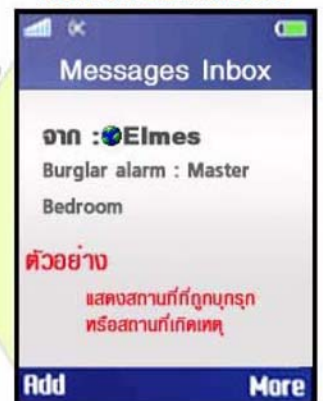 Messages Inbox
จาก :Elmes
Burglar alarm : Master
Bedroom
ตัวอย่าง
แสดงสถานที่ที่ถูกบุกรุก
หรือสถานที่เกิดเหตุ
Add More